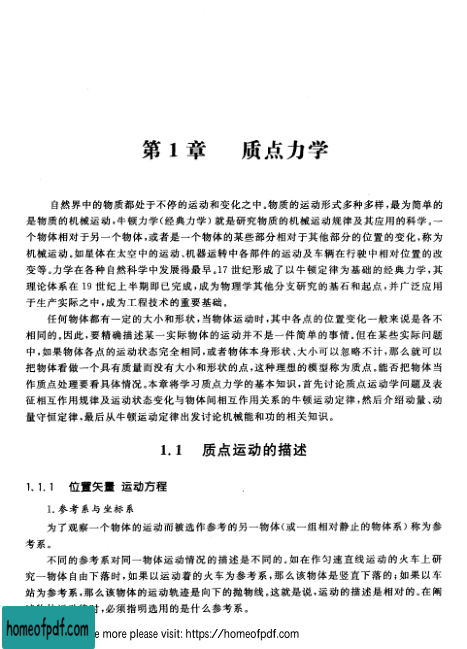 第 1 章 质点力学
自然界中的物质都处于不停的运动和变化之中。物质的运动形式多种多样,最为简单的
是物质的机械运动,牛顿力学(经典力学)就是研究物质的机械运动规律及其应用的科学。一
个物体相对于另一个物体,或者是一个物体的某些部分相对于其他部分的位置的变化,称为
机械运动。如星体在太空中的运动、机器运转中各部件的运动及车辆在行驶中相对位置的改
变等。力学在各种自然科学中发展得最早。17 世纪形成了以牛顿定律为基础的经典力学,其
理论体系在 19 世纪上半期即已完成,成为物理学其他分支研究的基石和起点,并广泛应用
于生产实际之中,成为工程技术的重要基础。
任何物体都有一定的大小和形状,当物体运动时,其中各点的位置变化一般来说是各不
相同的。因此,要精确描述某一实际物体的运动并不是一件简单的事情。但在某些实际问题
中,如果物体各点的运动状态完全相同,或者物体本身形状、大小可以忽略不计,那么就可以
把物体看做一个具有质量而没有大小和形状的点,这种理想的模型称为质点。能否把物体当
作质点处理要看具体情况。本章将学习质点力学的基本知识,首先讨论质点运动学问题及表
征相互作用规律及运动状态变化与物体间相互作用关系的牛顿运动定律,然后介绍动量、动
量守恒定律,最后从牛顿运动定律出发讨论机械能和功的相关知识。
1.1 质点运动的描述
1.1.1 位置矢量 运动方程
1. 参考系与坐标系
为了观察一个物体的运动而被选作参考的另一物体(或一组相对静止的物体系)称为参
考系。
不同的参考系对同一物体运动情况的描述是不同的。如在作匀速直线运动的火车上研
究一物体自由下落时,如果以运动着的火车为参考系,那么该物体是竖直下落的;如果以车
站为参考系,那么该物体的运动轨迹是向下的抛物线。这就是说,运动的描述是相对的。在阐
时,必须指明选用的是什么参考系。
homeofpdf.com
more please visit: https://homeofpdf.com